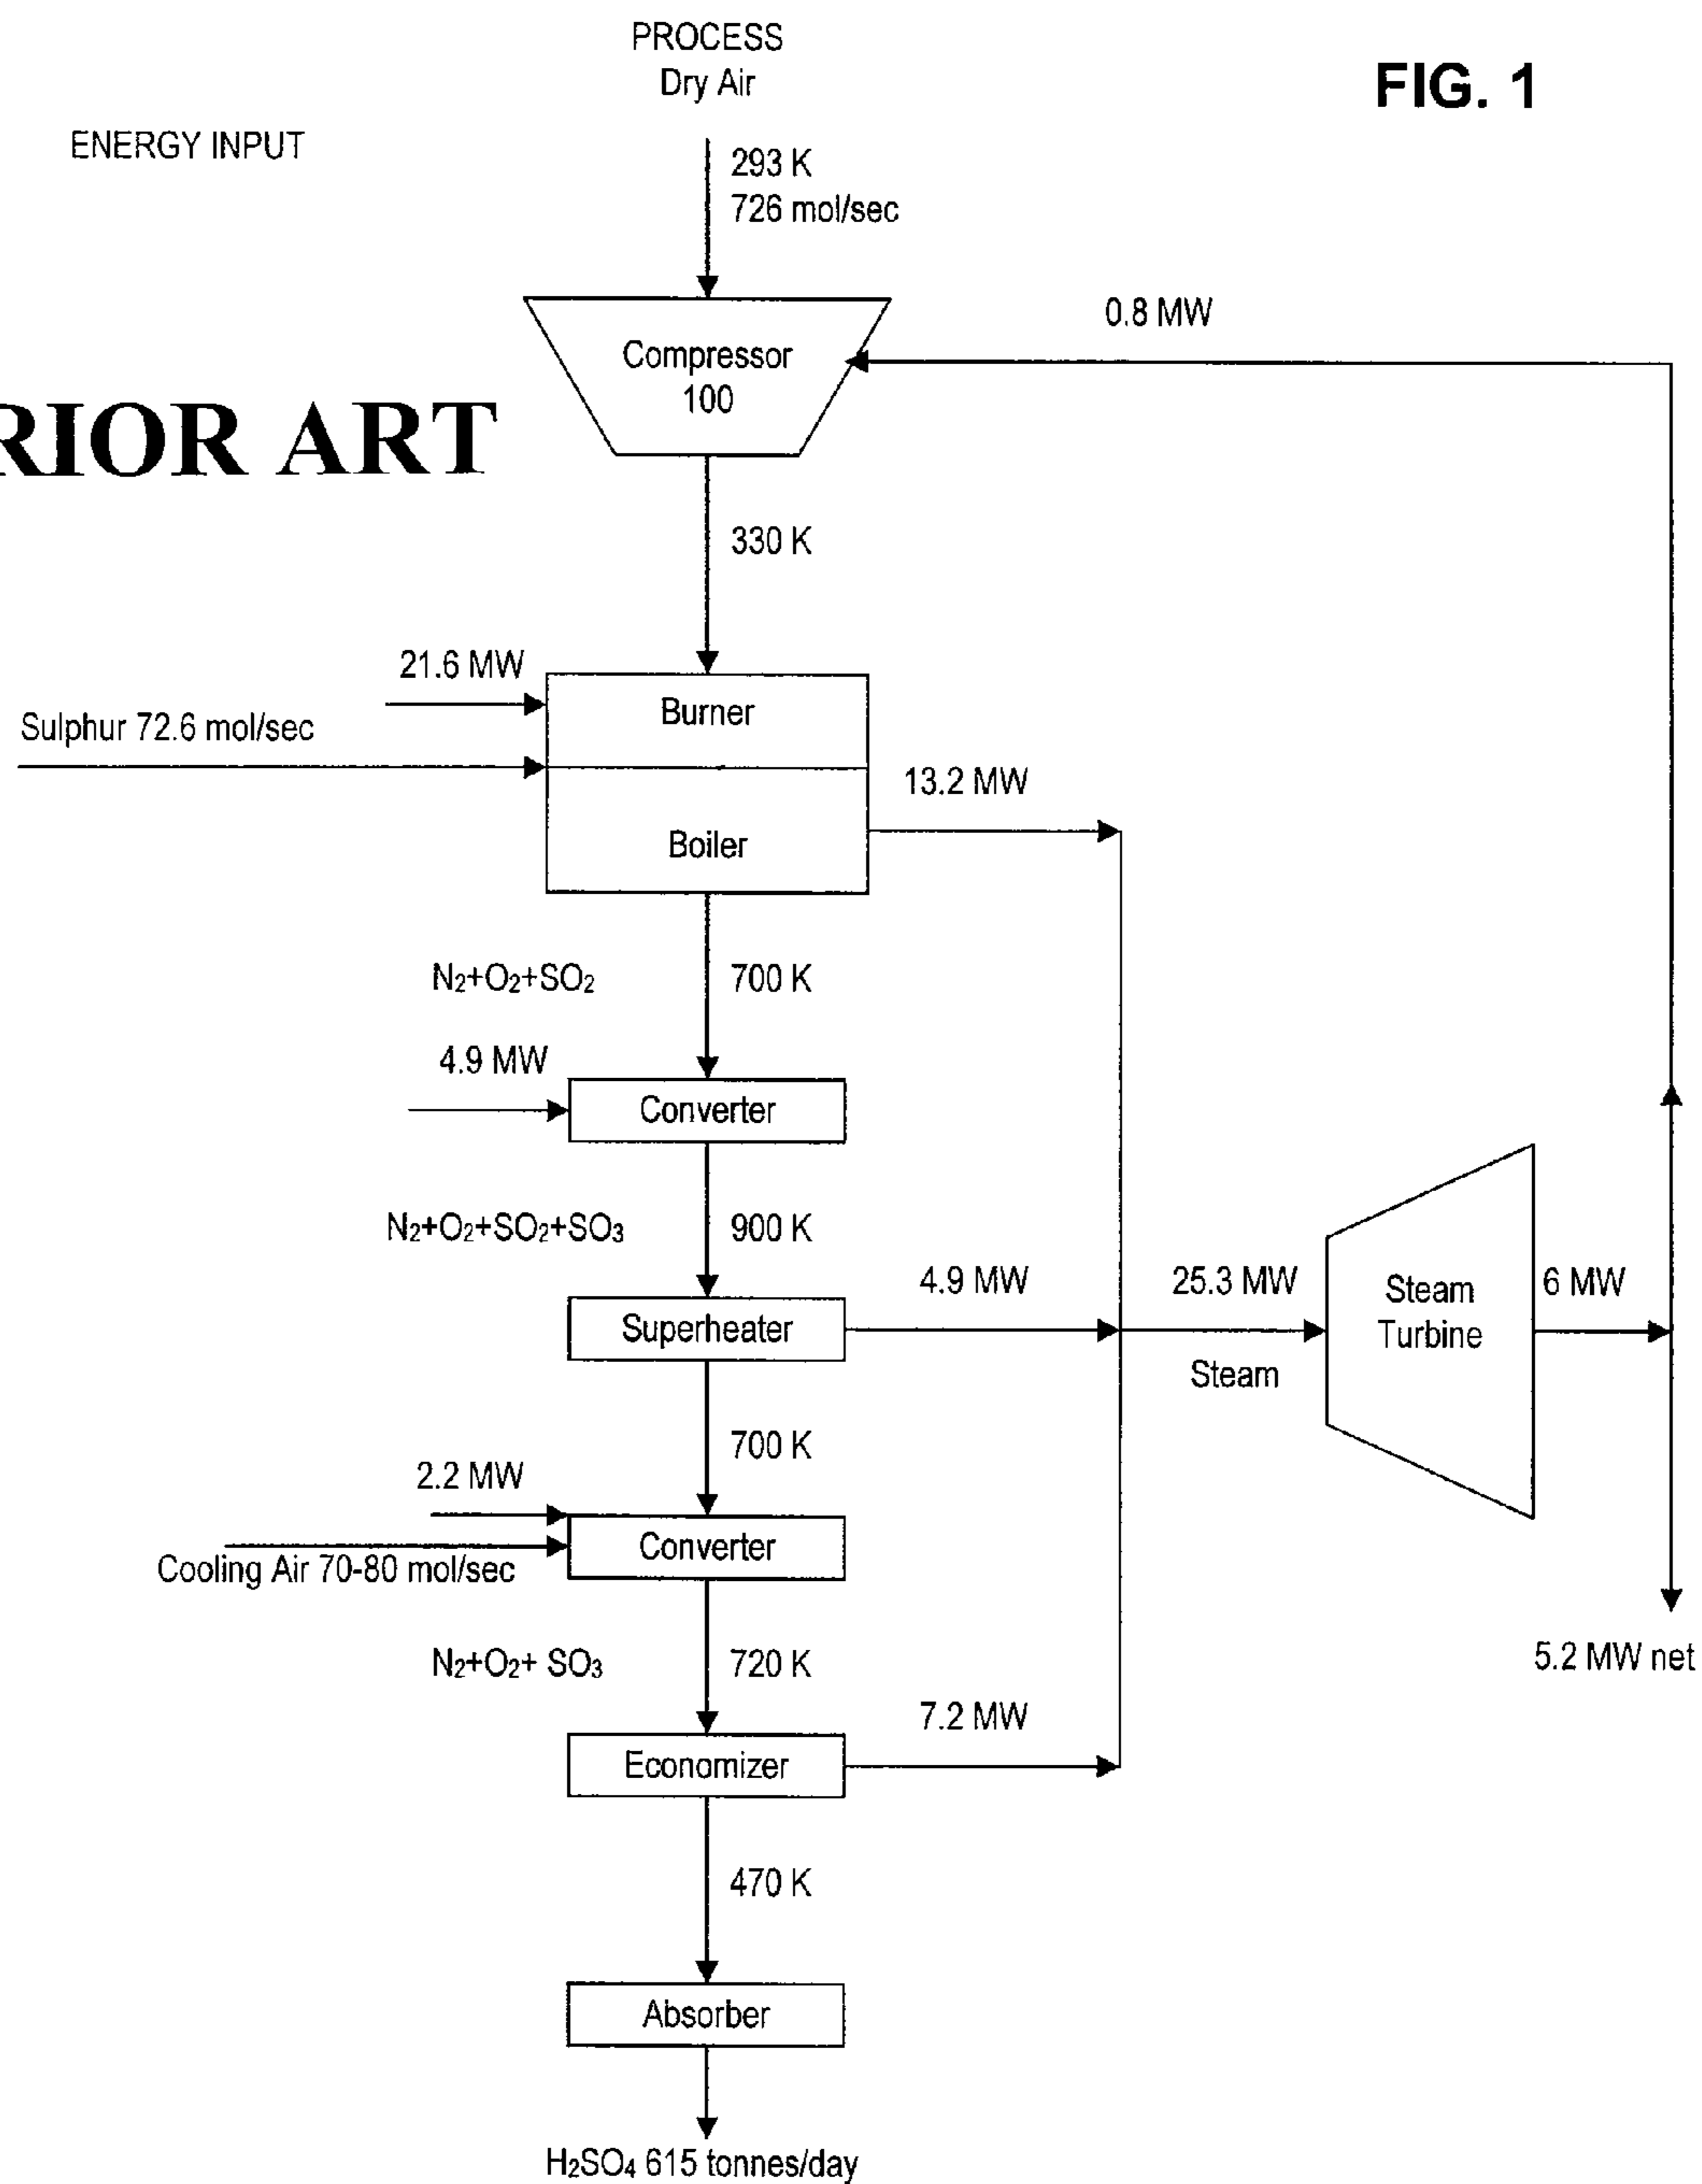 PROCESS
Dry Air
FIG. 1
ENERGY INPUT
293 K
726 mol/sec
0.8 MW
Compressor
100
RIOR ART
330 K
21.6 MW
Burner
Sulphur 72.6 mol/sec
13.2 MW
Boiler
N₂+O₂+SO₂
700 K
4.9 MW
Converter
N₂+O₂+SO₂+SO₃
900 K
4.9 MW
25.3 MW
Steam
Turbine
6 MW
Superheater
Steam
700 K
2.2 MW
Converter
Cooling Air 70-80 mol/sec
N₂+O₂+ SO₃
720 K
5.2 MW net
7.2 MW
Economizer
470 K
Absorber
H₂SO₄ 615 tonnes/day